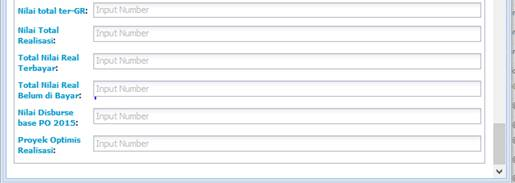 Nilai total ter-GR: Input Number
Nilai Total
Realisasi: Input Number
Total Nilai Real
Terbayar: Input Number
Total Nilai Real
Belum di Bayar: Input Number
Nilai Disburse
base PO 2015: Input Number
Proyek Optimis
Realisasi: Input Number